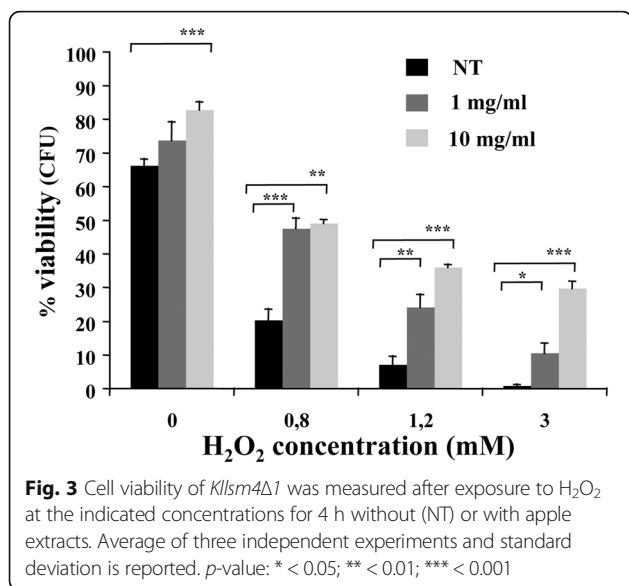 100
90
80
70
60
50
40
30
20
10
0
% viability (CFU)
***
NT
1 mg/ml
10 mg/ml
**
***
***
**
***
*
0 0,8 1,2 3
H₂O₂ concentration (mM)
Fig. 3 Cell viability of Kllsm4Δ1 was measured after exposure to H₂O₂
at the indicated concentrations for 4 h without (NT) or with apple
extracts. Average of three independent experiments and standard
deviation is reported. p-value: * < 0.05; ** < 0.01; *** < 0.001